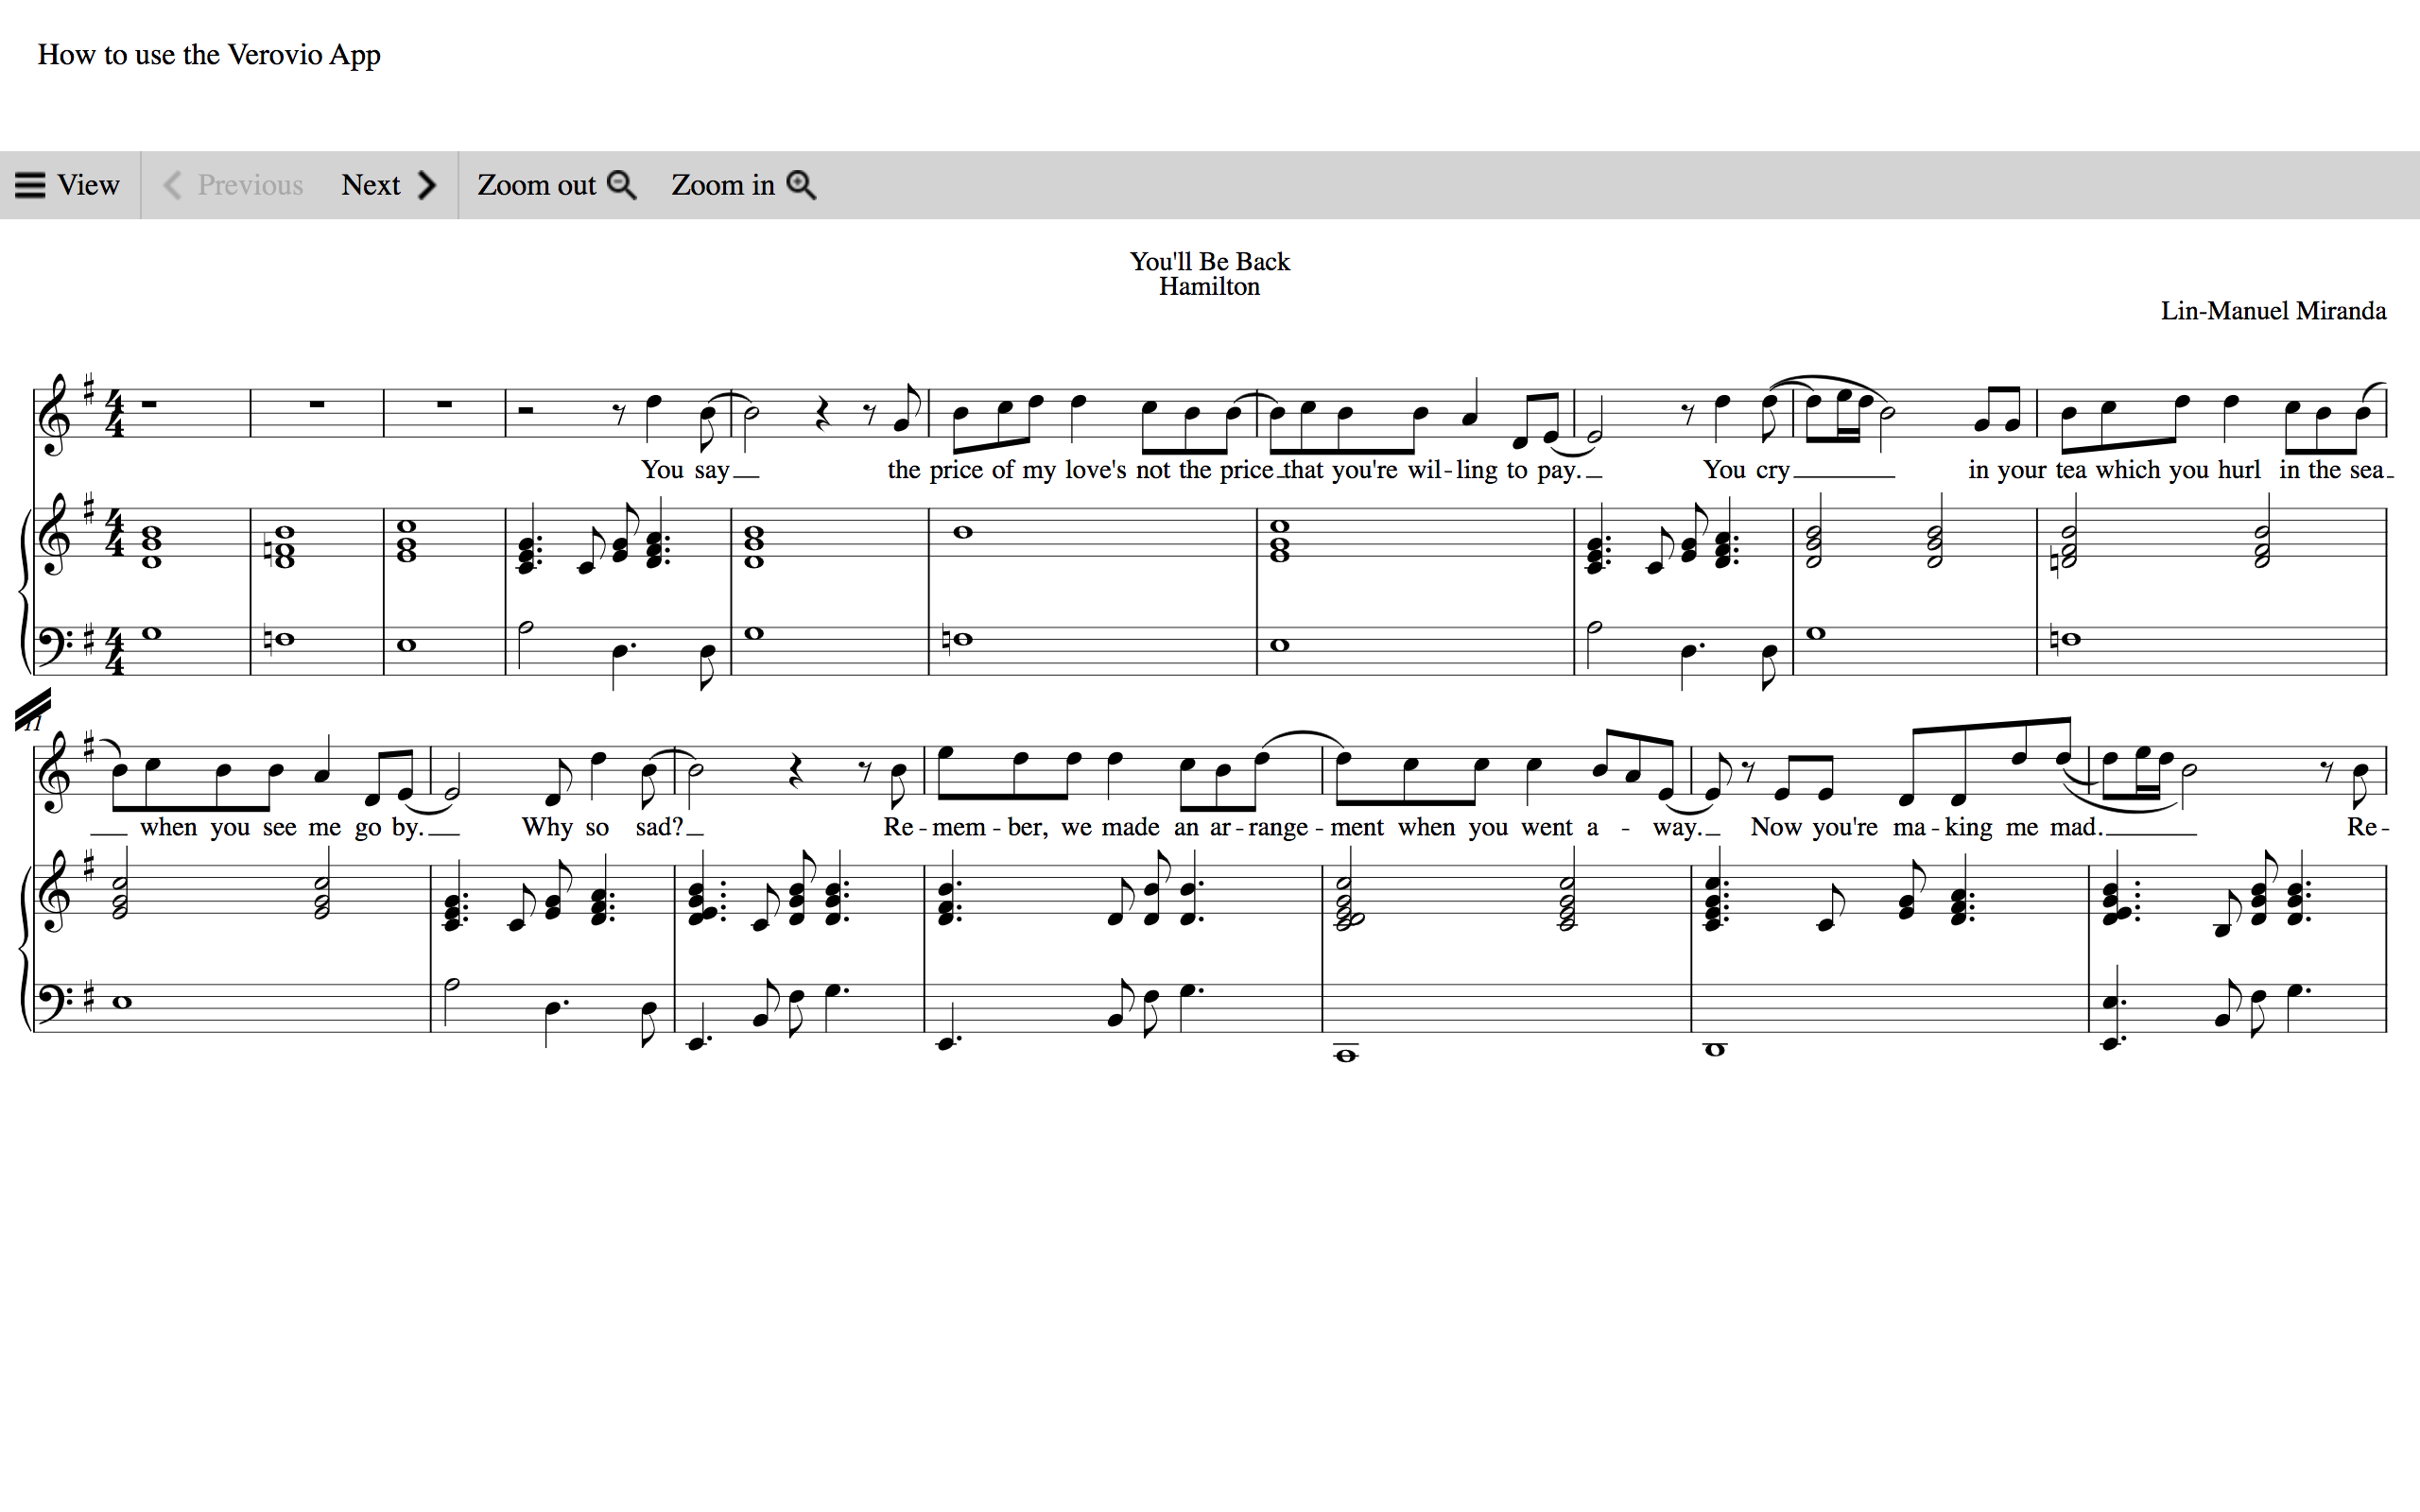 How to use the Verovio App
View Previous Next Zoom out Zoom in
You'll Be Back
Hamilton
Lin-Manuel Miranda
You say the price of my love's not the price that you're wil-ling to pay. You cry in your tea which you hurl in the sea
11
when you see me go by. Why so sad? Re-mem-ber, we made an ar-range-ment when you went a-way. Now you're ma-king me mad. Re-